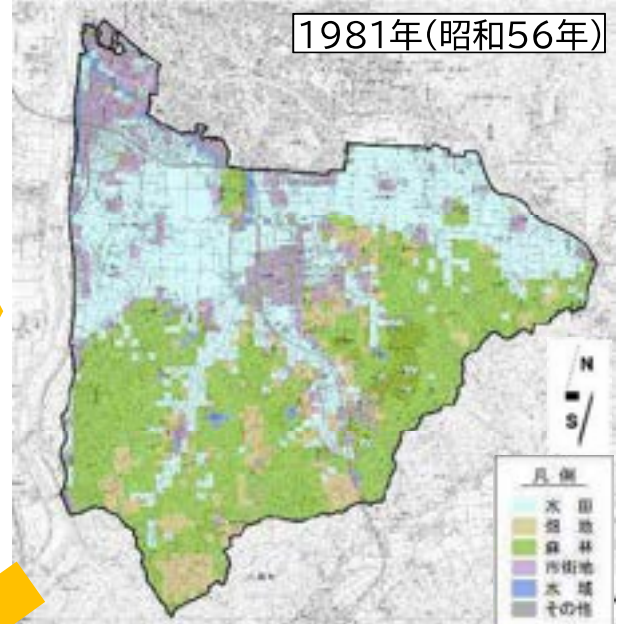 1981年(昭和56年)
N
S
凡例
水田
畑地
森林
市街地
水域
その他